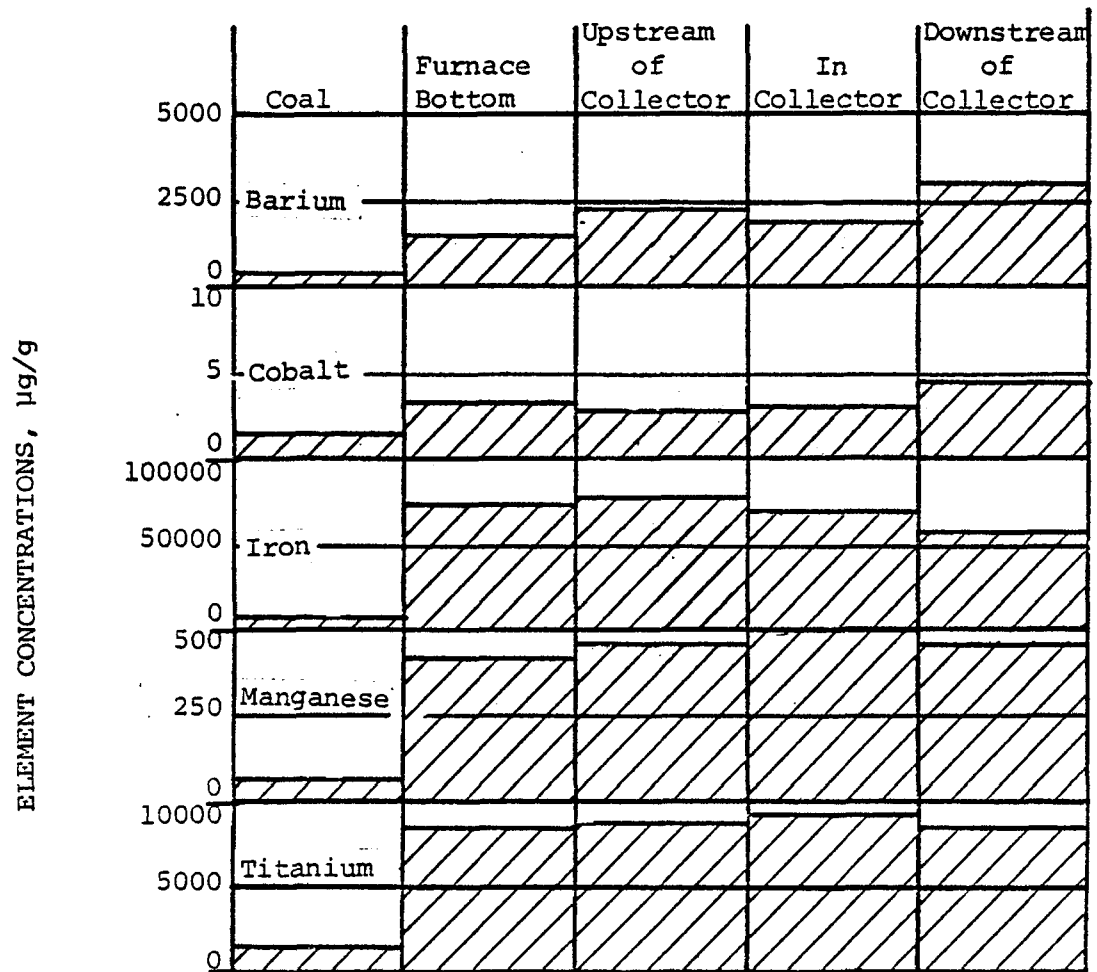 Coal
Furnace
Bottom
Upstream
of
Collector
In
Collector
Downstream
of
Collector
ELEMENT CONCENTRATIONS, µg/g
5000
2500
0
Barium
10
5
0
Cobalt
100000
50000
0
Iron
500
250
0
Manganese
10000
5000
0
Titanium